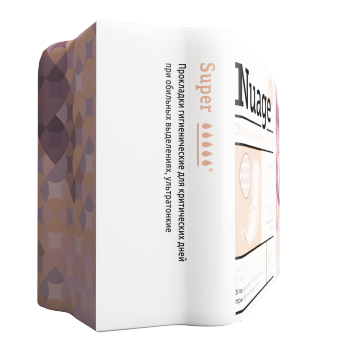 Super
Прокладки гигиенические для критических дней
при обильных выделениях, ультратонкие
Nuage